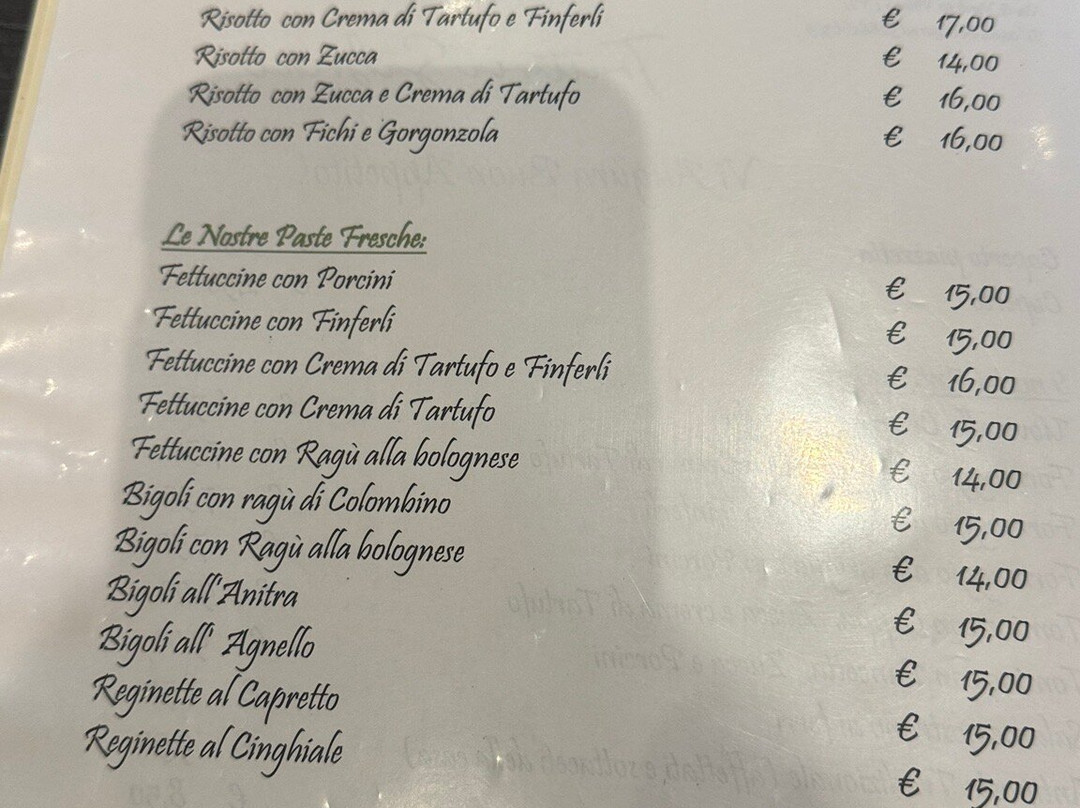 Risotto con Crema di Tartufo e Finferli € 17,00
Risotto con Zucca € 14,00
Risotto con Zucca e Crema di Tartufo € 16,00
Risotto con Fichi e Gorgonzola € 16,00
Le Nostre Paste Fresche:
Fettuccine con Porcini € 15,00
Fettuccine con Finferli € 15,00
Fettuccine con Crema di Tartufo e Finferli € 16,00
Fettuccine con Crema di Tartufo € 15,00
Fettuccine con Ragù alla bolognese € 14,00
Bigoli con ragù di Colombino € 15,00
Bigoli con Ragù alla bolognese € 14,00
Bigoli all'Anitra € 15,00
Bigoli all' Agnello € 15,00
Reginette al Capretto € 15,00
Reginette al Cinghiale € 15,00